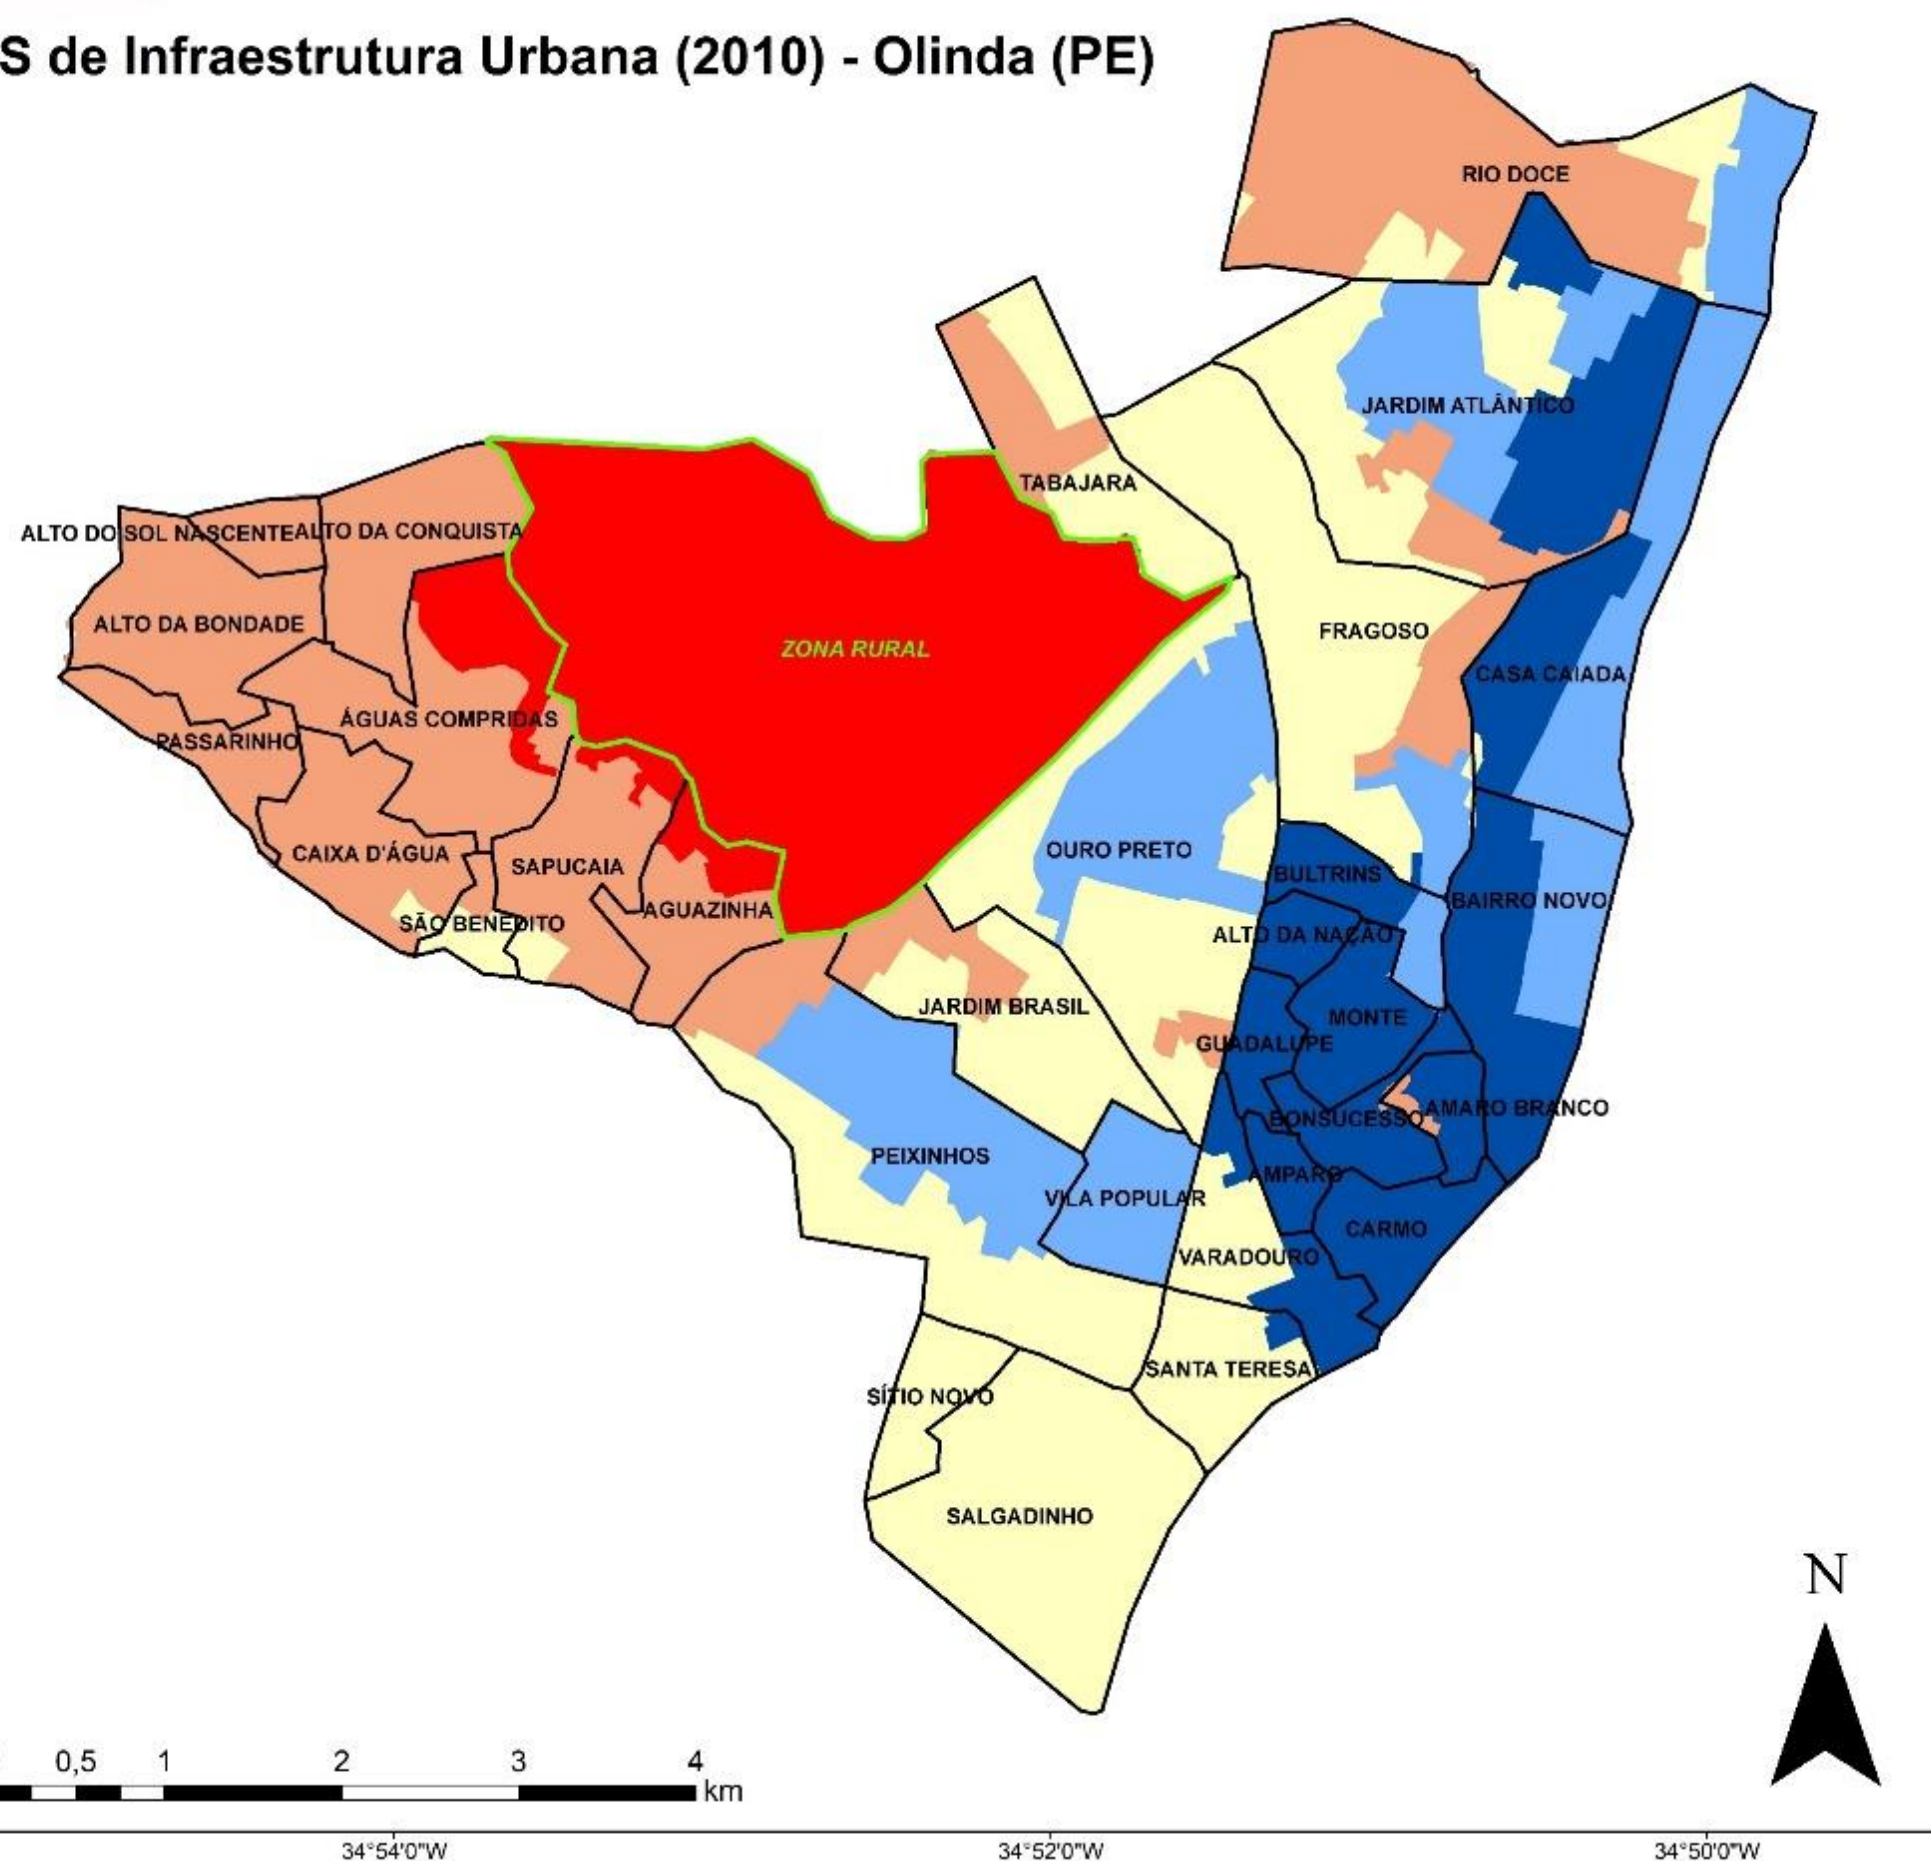 S de Infraestrutura Urbana (2010) - Olinda (PE)
RIO DOCE
JARDIM ATLÂNTICO
TABAJARA
ALTO DO SOL NASCENTE
ALTO DA CONQUISTA
ALTO DA BONDADE
FRAGOSO
ZONA RURAL
CASA CAIADA
ÁGUAS COMPRIDAS
PASSARINHO
OURO PRETO
CAIXA D'ÁGUA
SAPUCAIA
BULTRINS
BAIRRO NOVO
AGUAZINHA
SÃO BENEDITO
ALTO DA NAÇÃO
JARDIM BRASIL
MONTE
GUADALUPE
AMARO BRANCO
BONSUCESSO
PEIXINHOS
AMPARO
VILA POPULAR
CARMO
VARADOURO
SANTA TERESA
SÍTIO NOVO
SALGADINHO
N
0,5 1 2 3 4
km
34°54'0"W 34°52'0"W 34°50'0"W